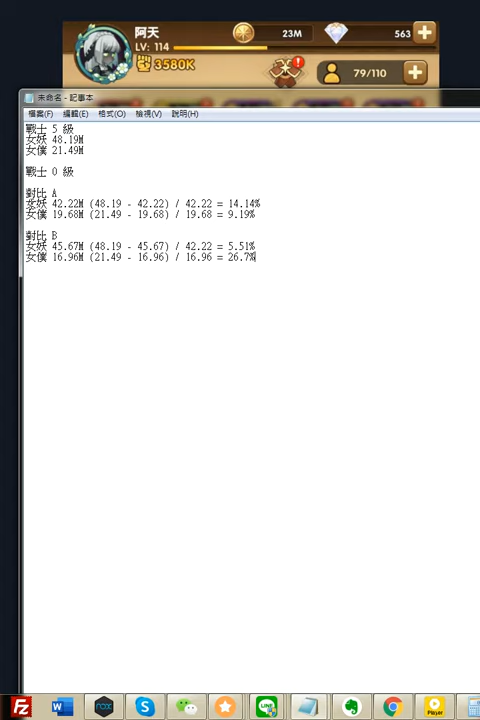 阿天
LV: 114
3580K
23M
563
79/110
未命名 - 記事本
檔案(F) 編輯(E) 格式(O) 檢視(V) 說明(H)
戰士 5 級
女妖 48.19M
女僕 21.49M
戰士 0 級
對比 A
女妖 42.22M (48.19 - 42.22) / 42.22 = 14.14%
女僕 19.68M (21.49 - 19.68) / 19.68 = 9.19%
對比 B
女妖 45.67M (48.19 - 45.67) / 42.22 = 5.51%
女僕 16.96M (21.49 - 16.96) / 16.96 = 26.7%
Fz W nox S LINE Player